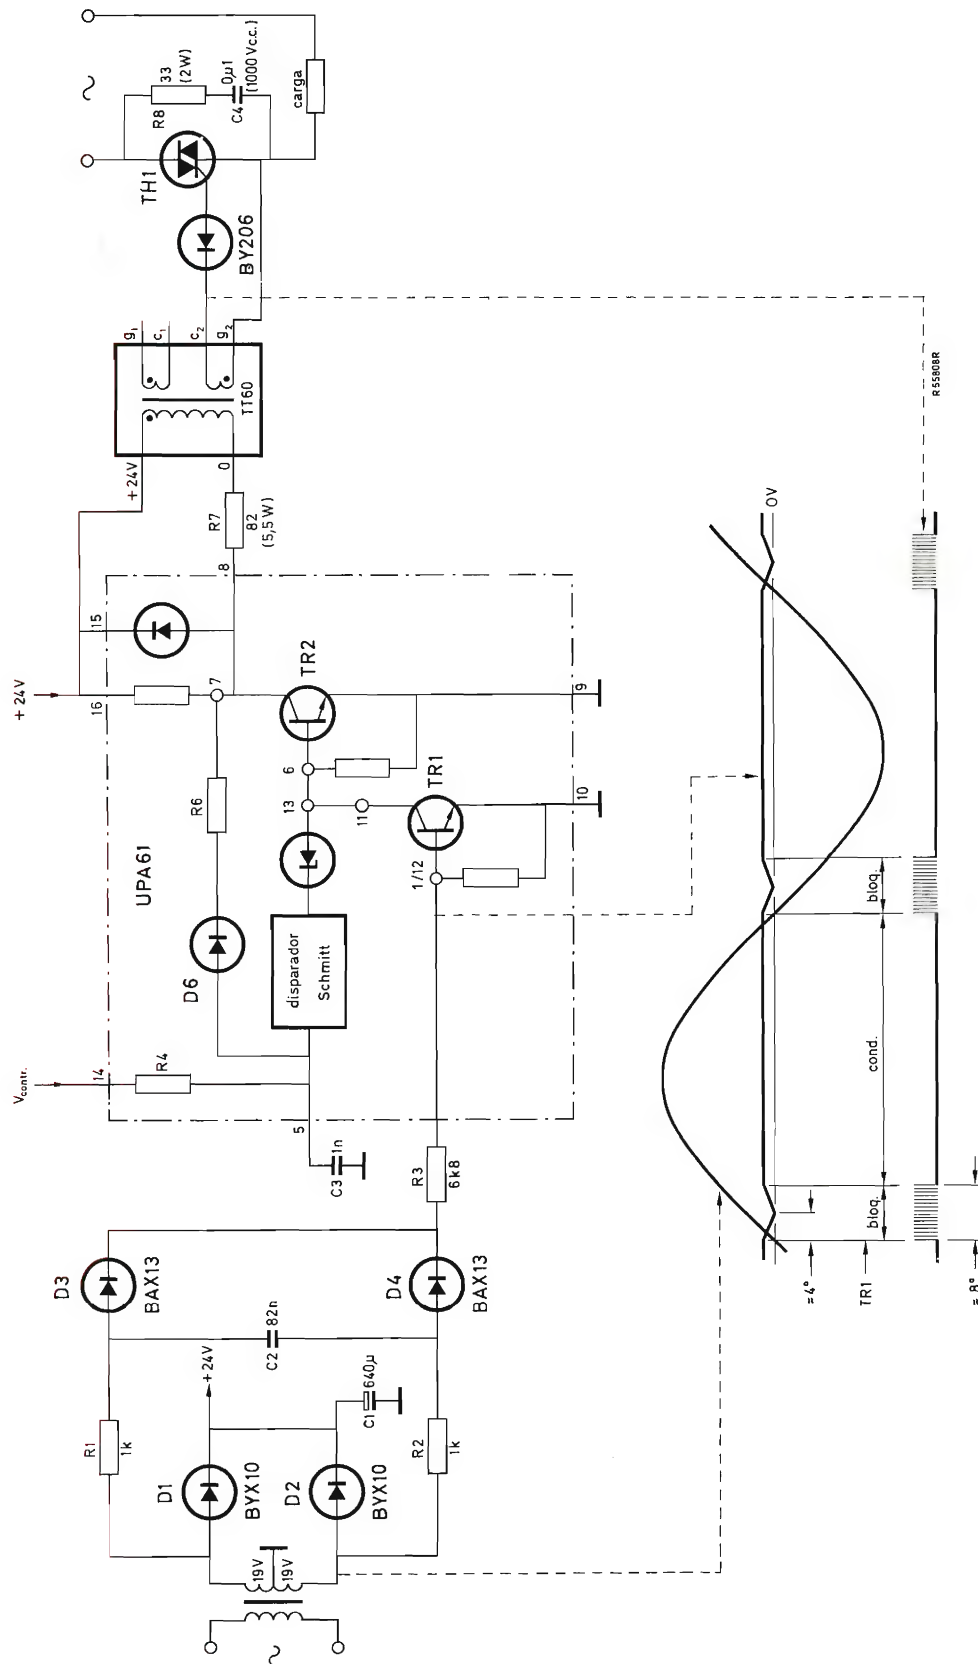 19V
19V
D1
BYX10
D2
BYX10
+24V
C1
640µ
R1
1k
R2
1k
C2
82n
D3
BAX13
D4
BAX13
R3
6k8
C3
1n
Vcontr.
14
5
R4
D6
R6
UPA61
disparador
Schmitt
1/12
13
11
6
7
TR1
TR2
10
9
+24V
16
15
8
R7
82
(5,5 W)
+24V
0
TT60
g1
c1
c2
g2
BY206
TH1
R8
33
(2W)
C4
0µ1
(1000 Vc.c.)
carga
0V
bloq.
cond.
bloq.
≈4°
TR1
≈8°
R55808R